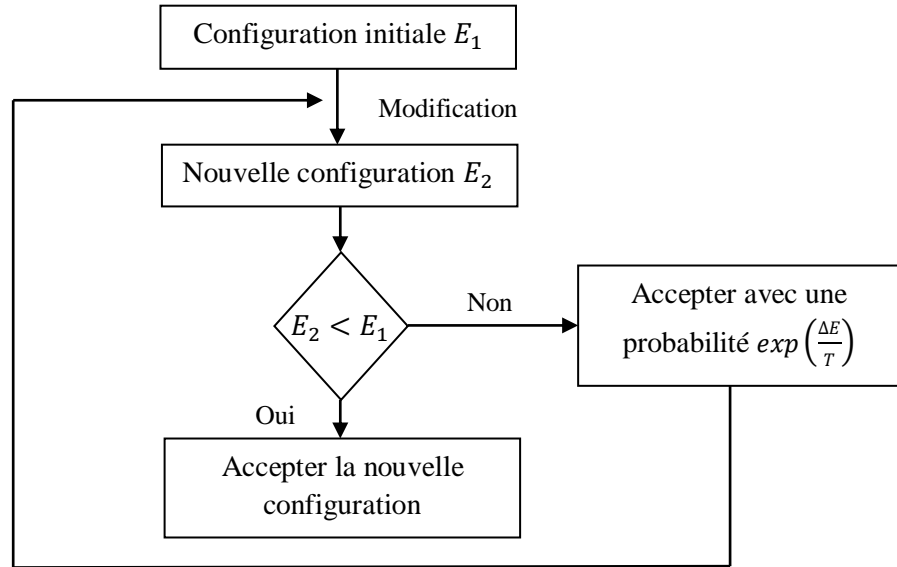 Configuration initiale E₁
Modification
Nouvelle configuration E₂
E₂ < E₁
Non
Accepter avec une
probabilité exp(ΔE/T)
Oui
Accepter la nouvelle
configuration